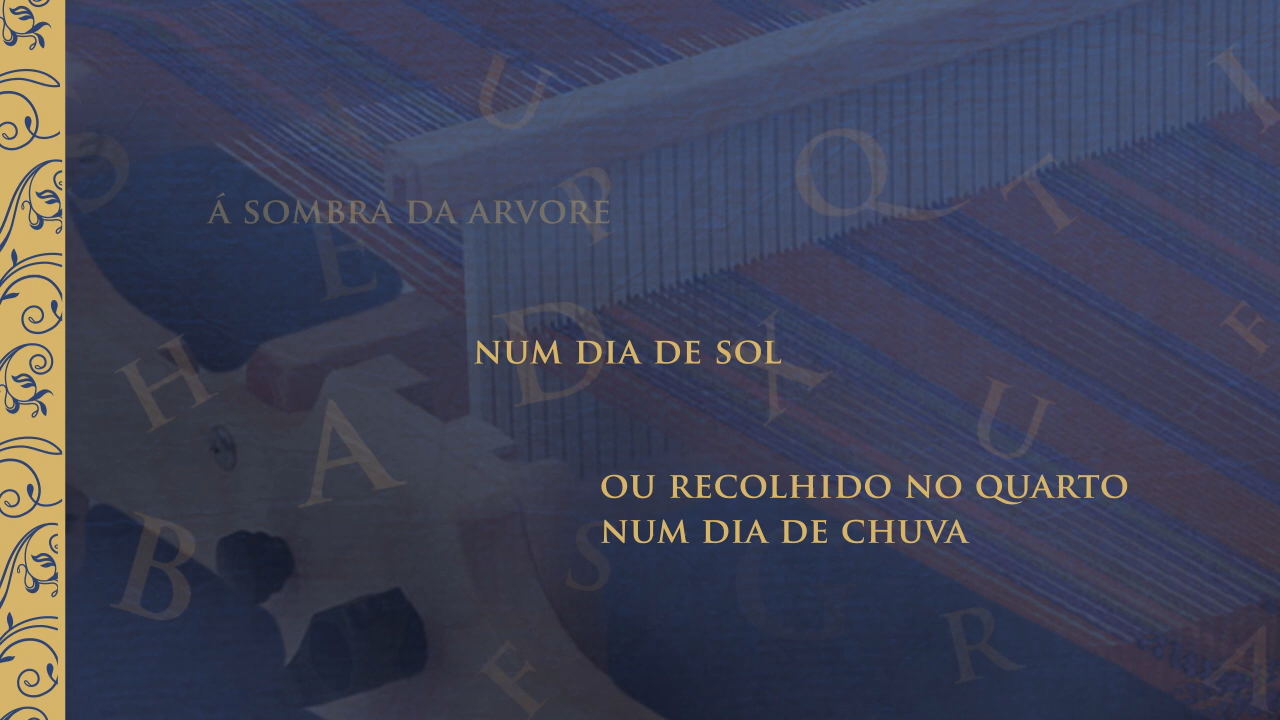 Á SOMBRA DA ARVORE
NUM DIA DE SOL
OU RECOLHIDO NO QUARTO
NUM DIA DE CHUVA